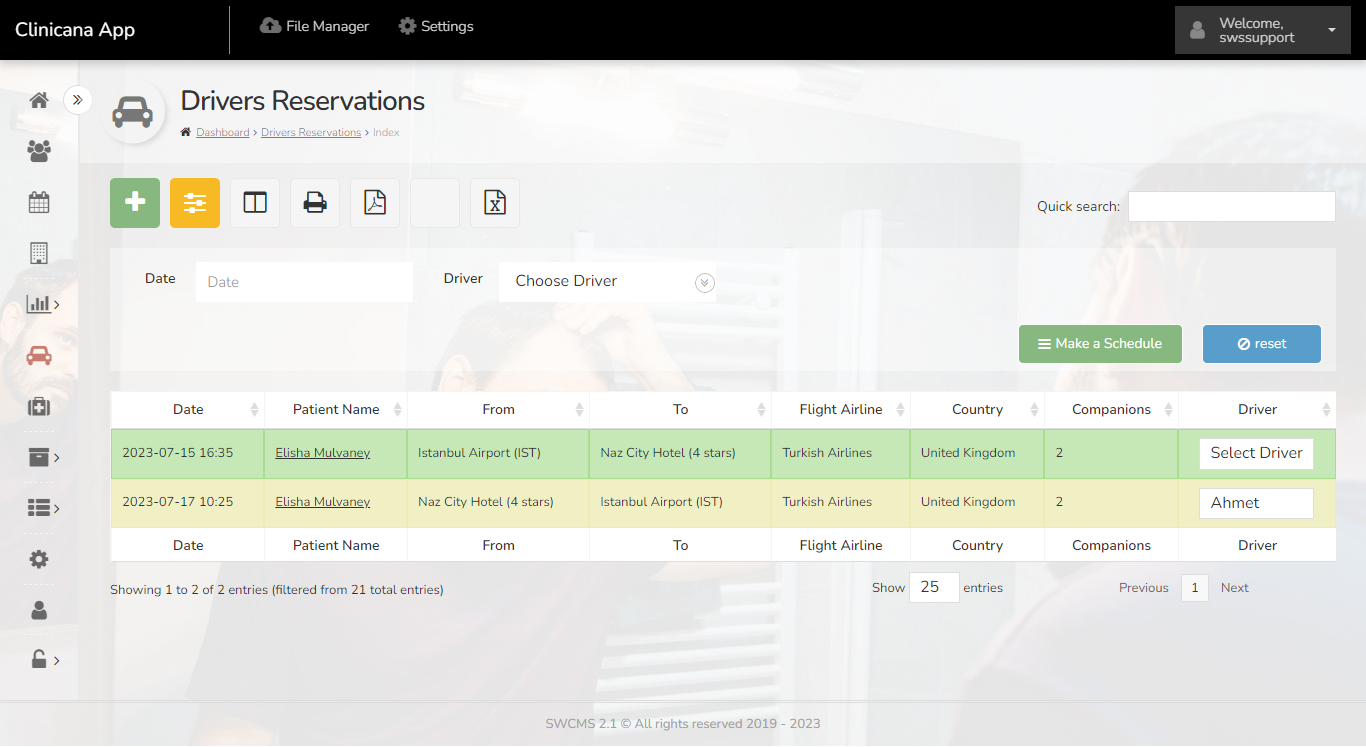 Clinicana App
File Manager
Settings
Welcome,
swssupport
Drivers Reservations
Dashboard › Drivers Reservations › Index
Quick search:
Date
Date
Driver
Choose Driver
Make a Schedule
reset
Date Patient Name From To Flight Airline Country Companions Driver
2023-07-15 16:35 Elisha Mulvaney Istanbul Airport (IST) Naz City Hotel (4 stars) Turkish Airlines United Kingdom 2 Select Driver
2023-07-17 10:25 Elisha Mulvaney Naz City Hotel (4 stars) Istanbul Airport (IST) Turkish Airlines United Kingdom 2 Ahmet
Date Patient Name From To Flight Airline Country Companions Driver
Showing 1 to 2 of 2 entries (filtered from 21 total entries)
Show 25 entries
Previous 1 Next
SWCMS 2.1 © All rights reserved 2019 - 2023